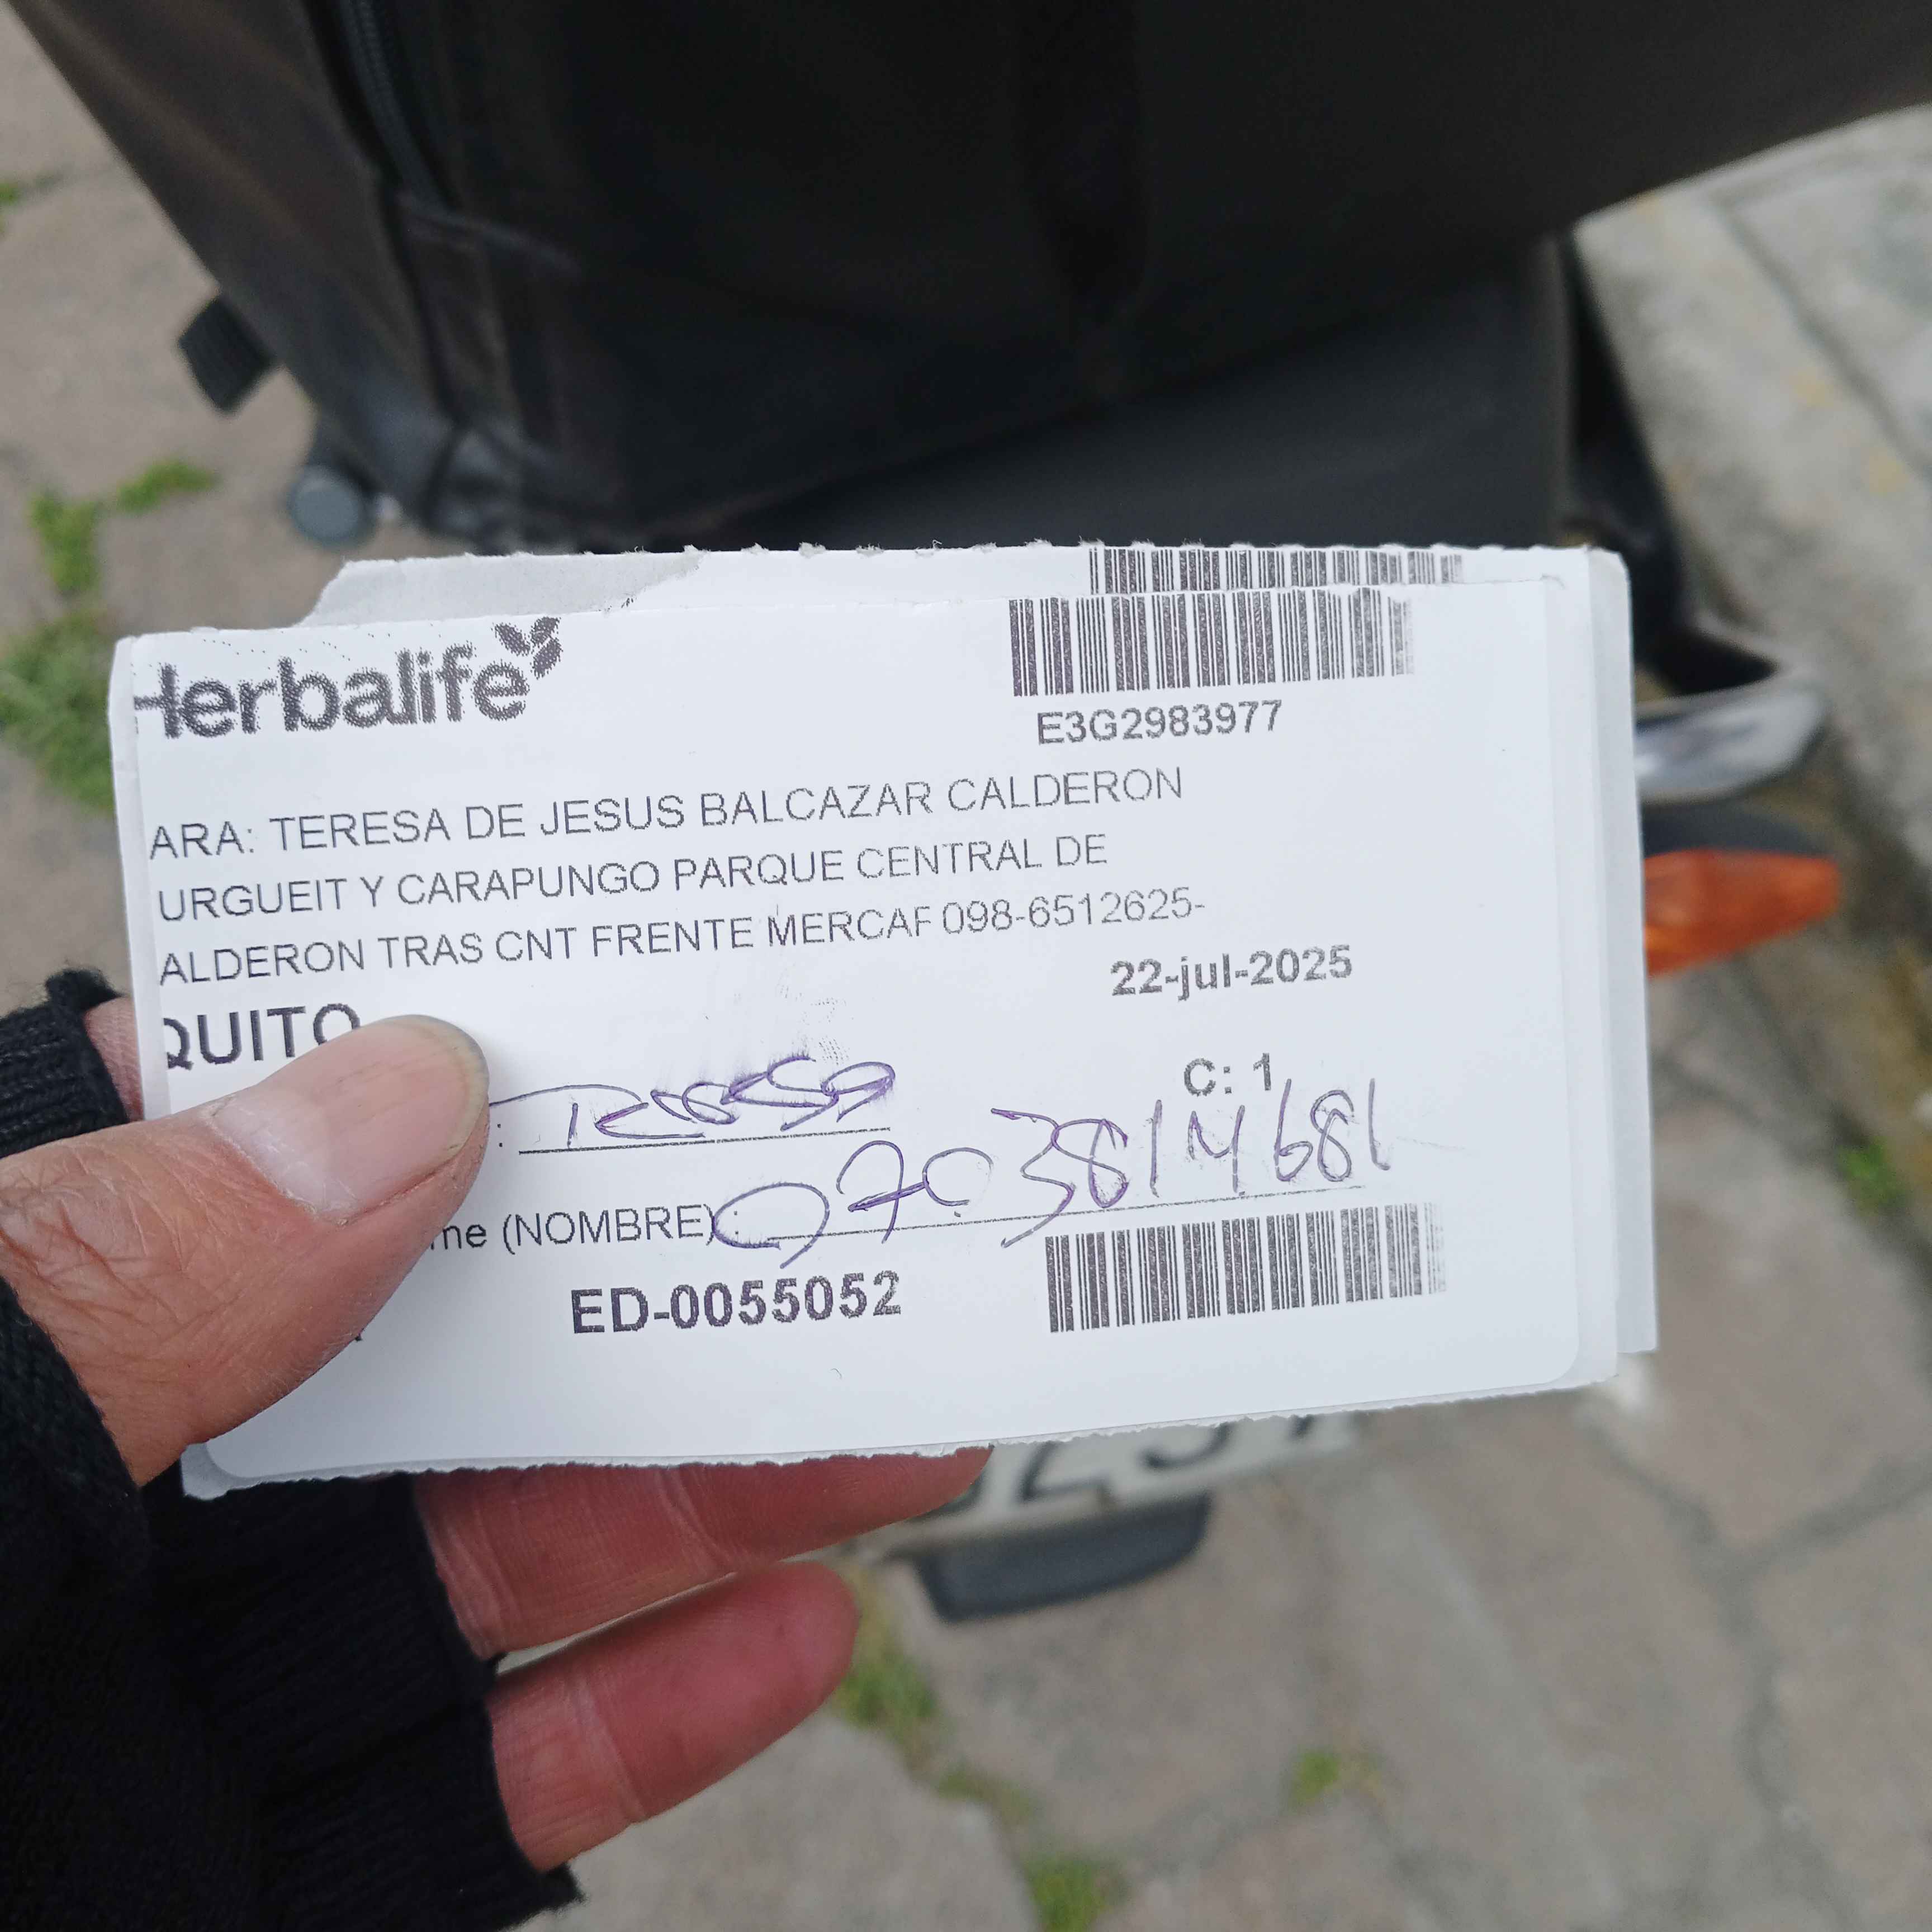 Herbalife
E3G2983977
ARA: TERESA DE JESUS BALCAZAR CALDERON
URGUEIT Y CARAPUNGO PARQUE CENTRAL DE
ALDERON TRAS CNT FRENTE MERCAF 098-6512625-
22-jul-2025
QUITO
C: 1
: Teresa
me (NOMBRE): 0703814681
ED-0055052